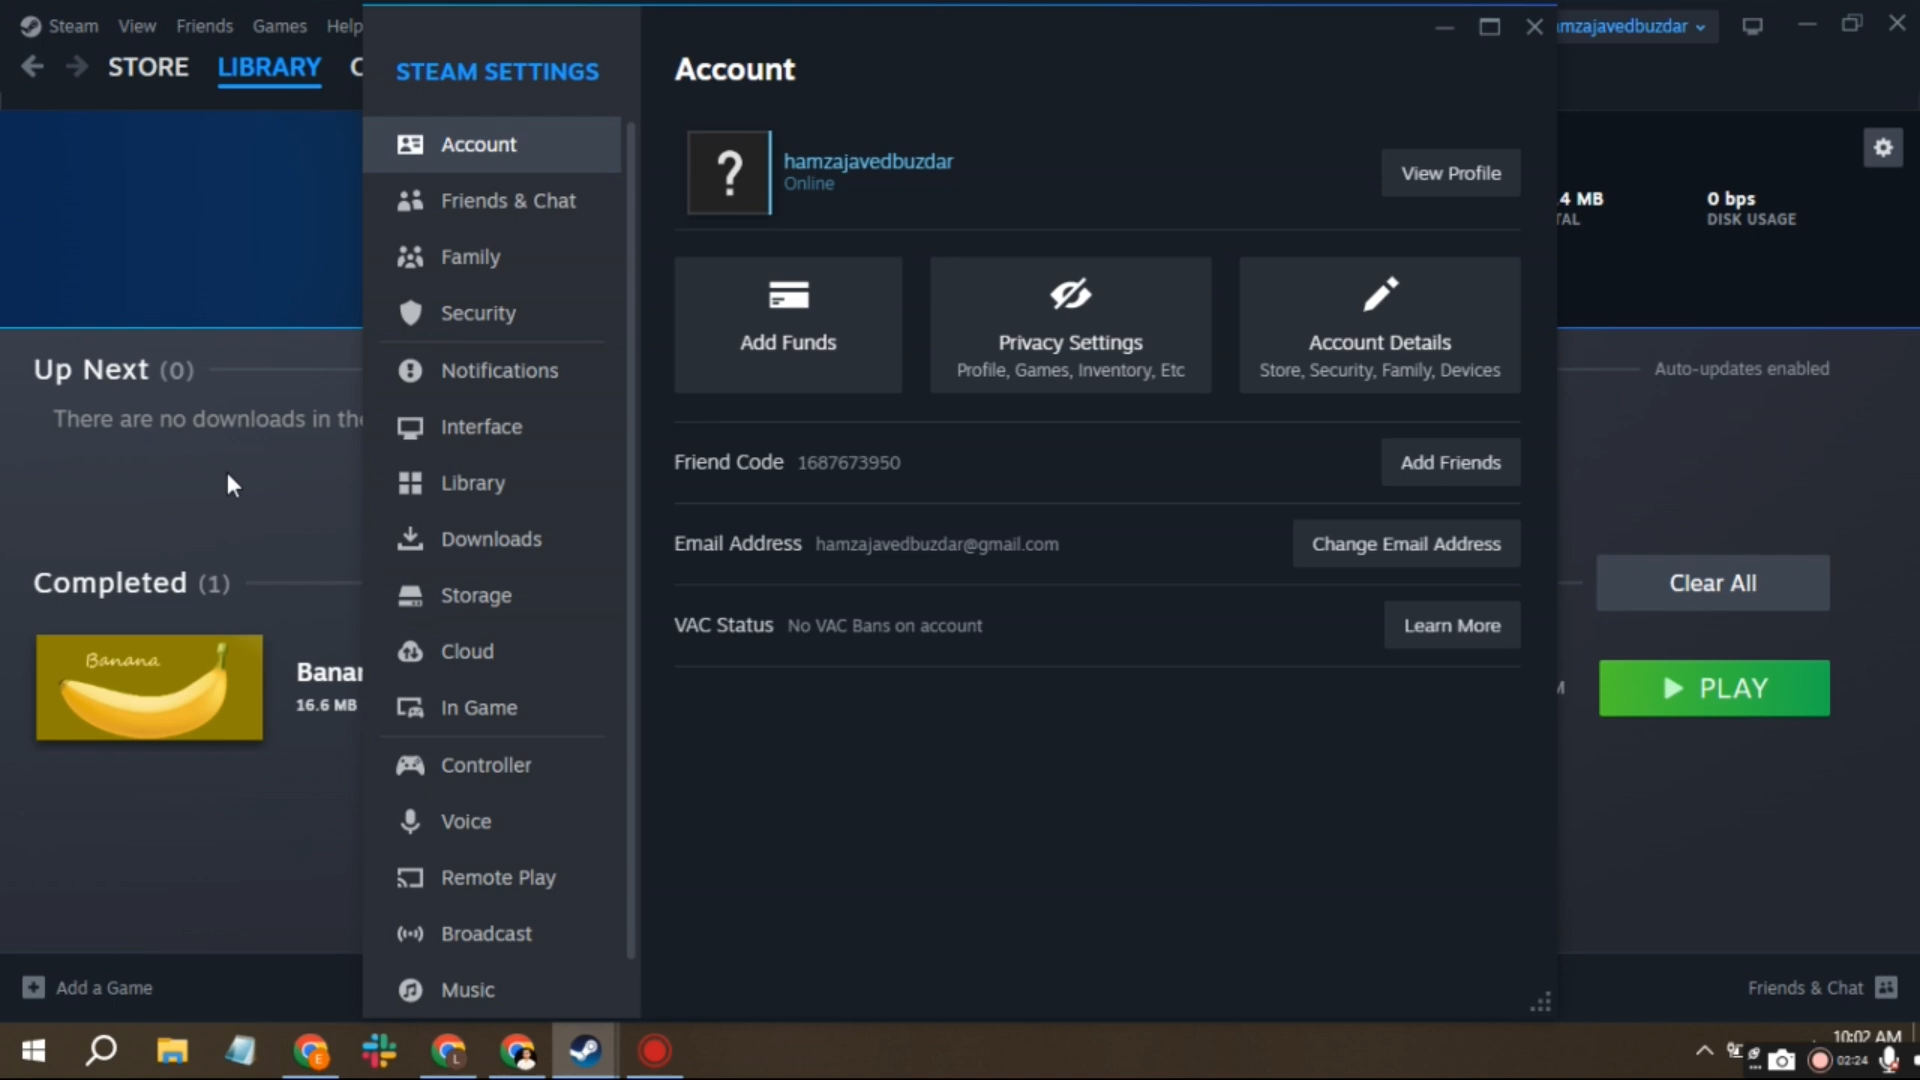 Steam View Friends Games Help
mzajavedbuzdar
STORE LIBRARY C
STEAM SETTINGS
Account
Friends & Chat
Family
Security
Notifications
Interface
Library
Downloads
Storage
Cloud
In Game
Controller
Voice
Remote Play
Broadcast
Music
Account
?
hamzajavedbuzdar
Online
View Profile
Add Funds
Privacy Settings
Profile, Games, Inventory, Etc
Account Details
Store, Security, Family, Devices
Friend Code 1687673950
Add Friends
Email Address hamzajavedbuzdar@gmail.com
Change Email Address
VAC Status No VAC Bans on account
Learn More
4 MB
TAL
0 bps
DISK USAGE
Up Next (0)
Auto-updates enabled
There are no downloads in the
Completed (1)
Clear All
Banana
Banan
16.6 MB
M
PLAY
Add a Game
Friends & Chat
E
L
10:02 AM
02:24